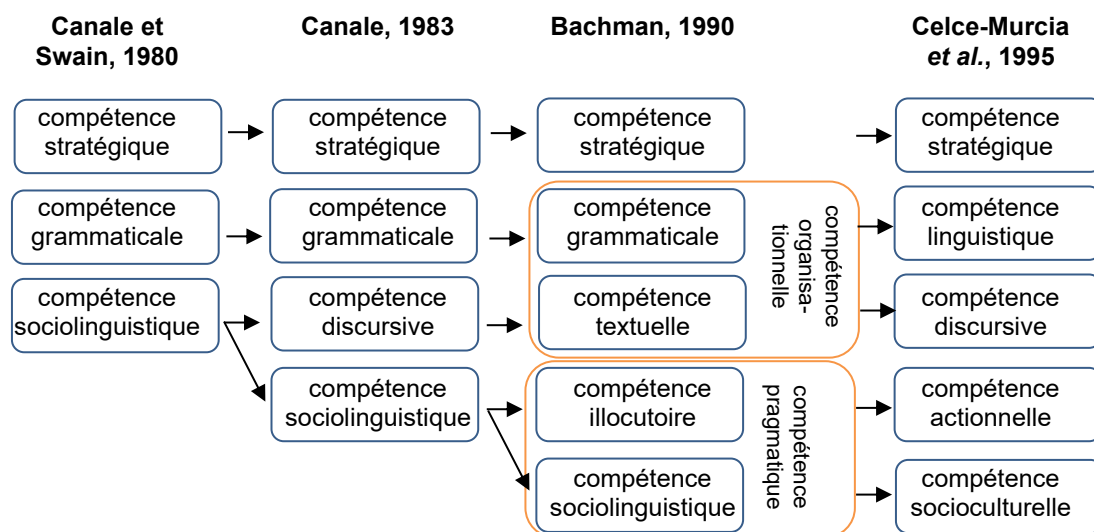 Canale et
Swain, 1980
Canale, 1983
Bachman, 1990
Celce-Murcia
et al., 1995
compétence
stratégique
compétence
stratégique
compétence
stratégique
compétence
stratégique
compétence
grammaticale
compétence
grammaticale
compétence
grammaticale
compétence
organisa-
tionnelle
compétence
linguistique
compétence
sociolinguistique
compétence
discursive
compétence
textuelle
compétence
discursive
compétence
sociolinguistique
compétence
illocutoire
compétence
pragmatique
compétence
actionnelle
compétence
sociolinguistique
compétence
socioculturelle